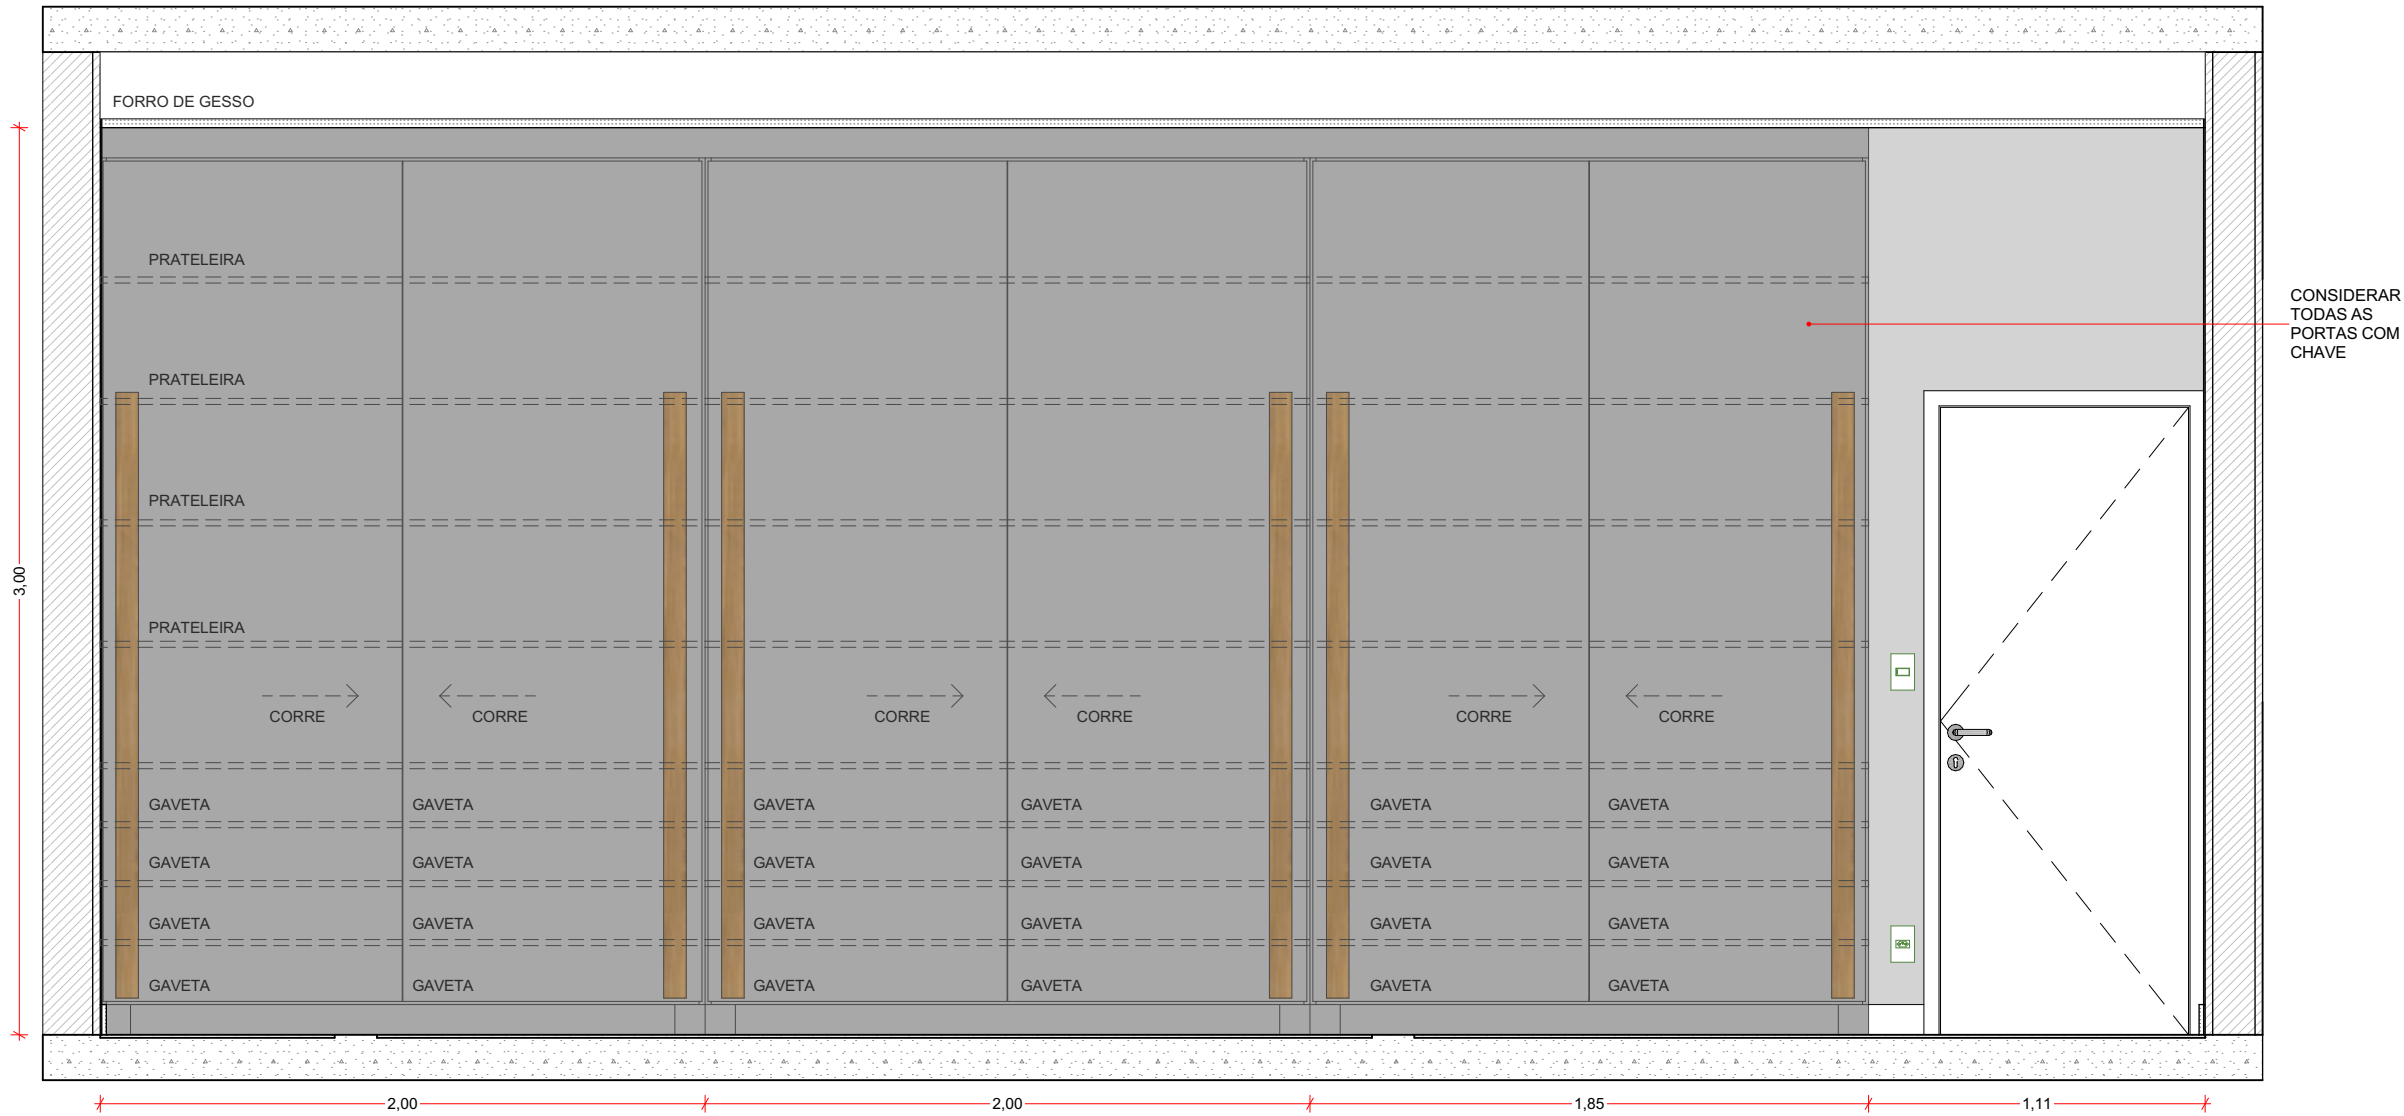 FORRO DE GESSO
PRATELEIRA
CONSIDERAR
TODAS AS
PORTAS COM
CHAVE
PRATELEIRA
PRATELEIRA
3,00
PRATELEIRA
CORRE CORRE CORRE CORRE CORRE CORRE
GAVETA GAVETA GAVETA GAVETA GAVETA GAVETA
GAVETA GAVETA GAVETA GAVETA GAVETA GAVETA
GAVETA GAVETA GAVETA GAVETA GAVETA GAVETA
GAVETA GAVETA GAVETA GAVETA GAVETA GAVETA
2,00 2,00 1,85 1,11